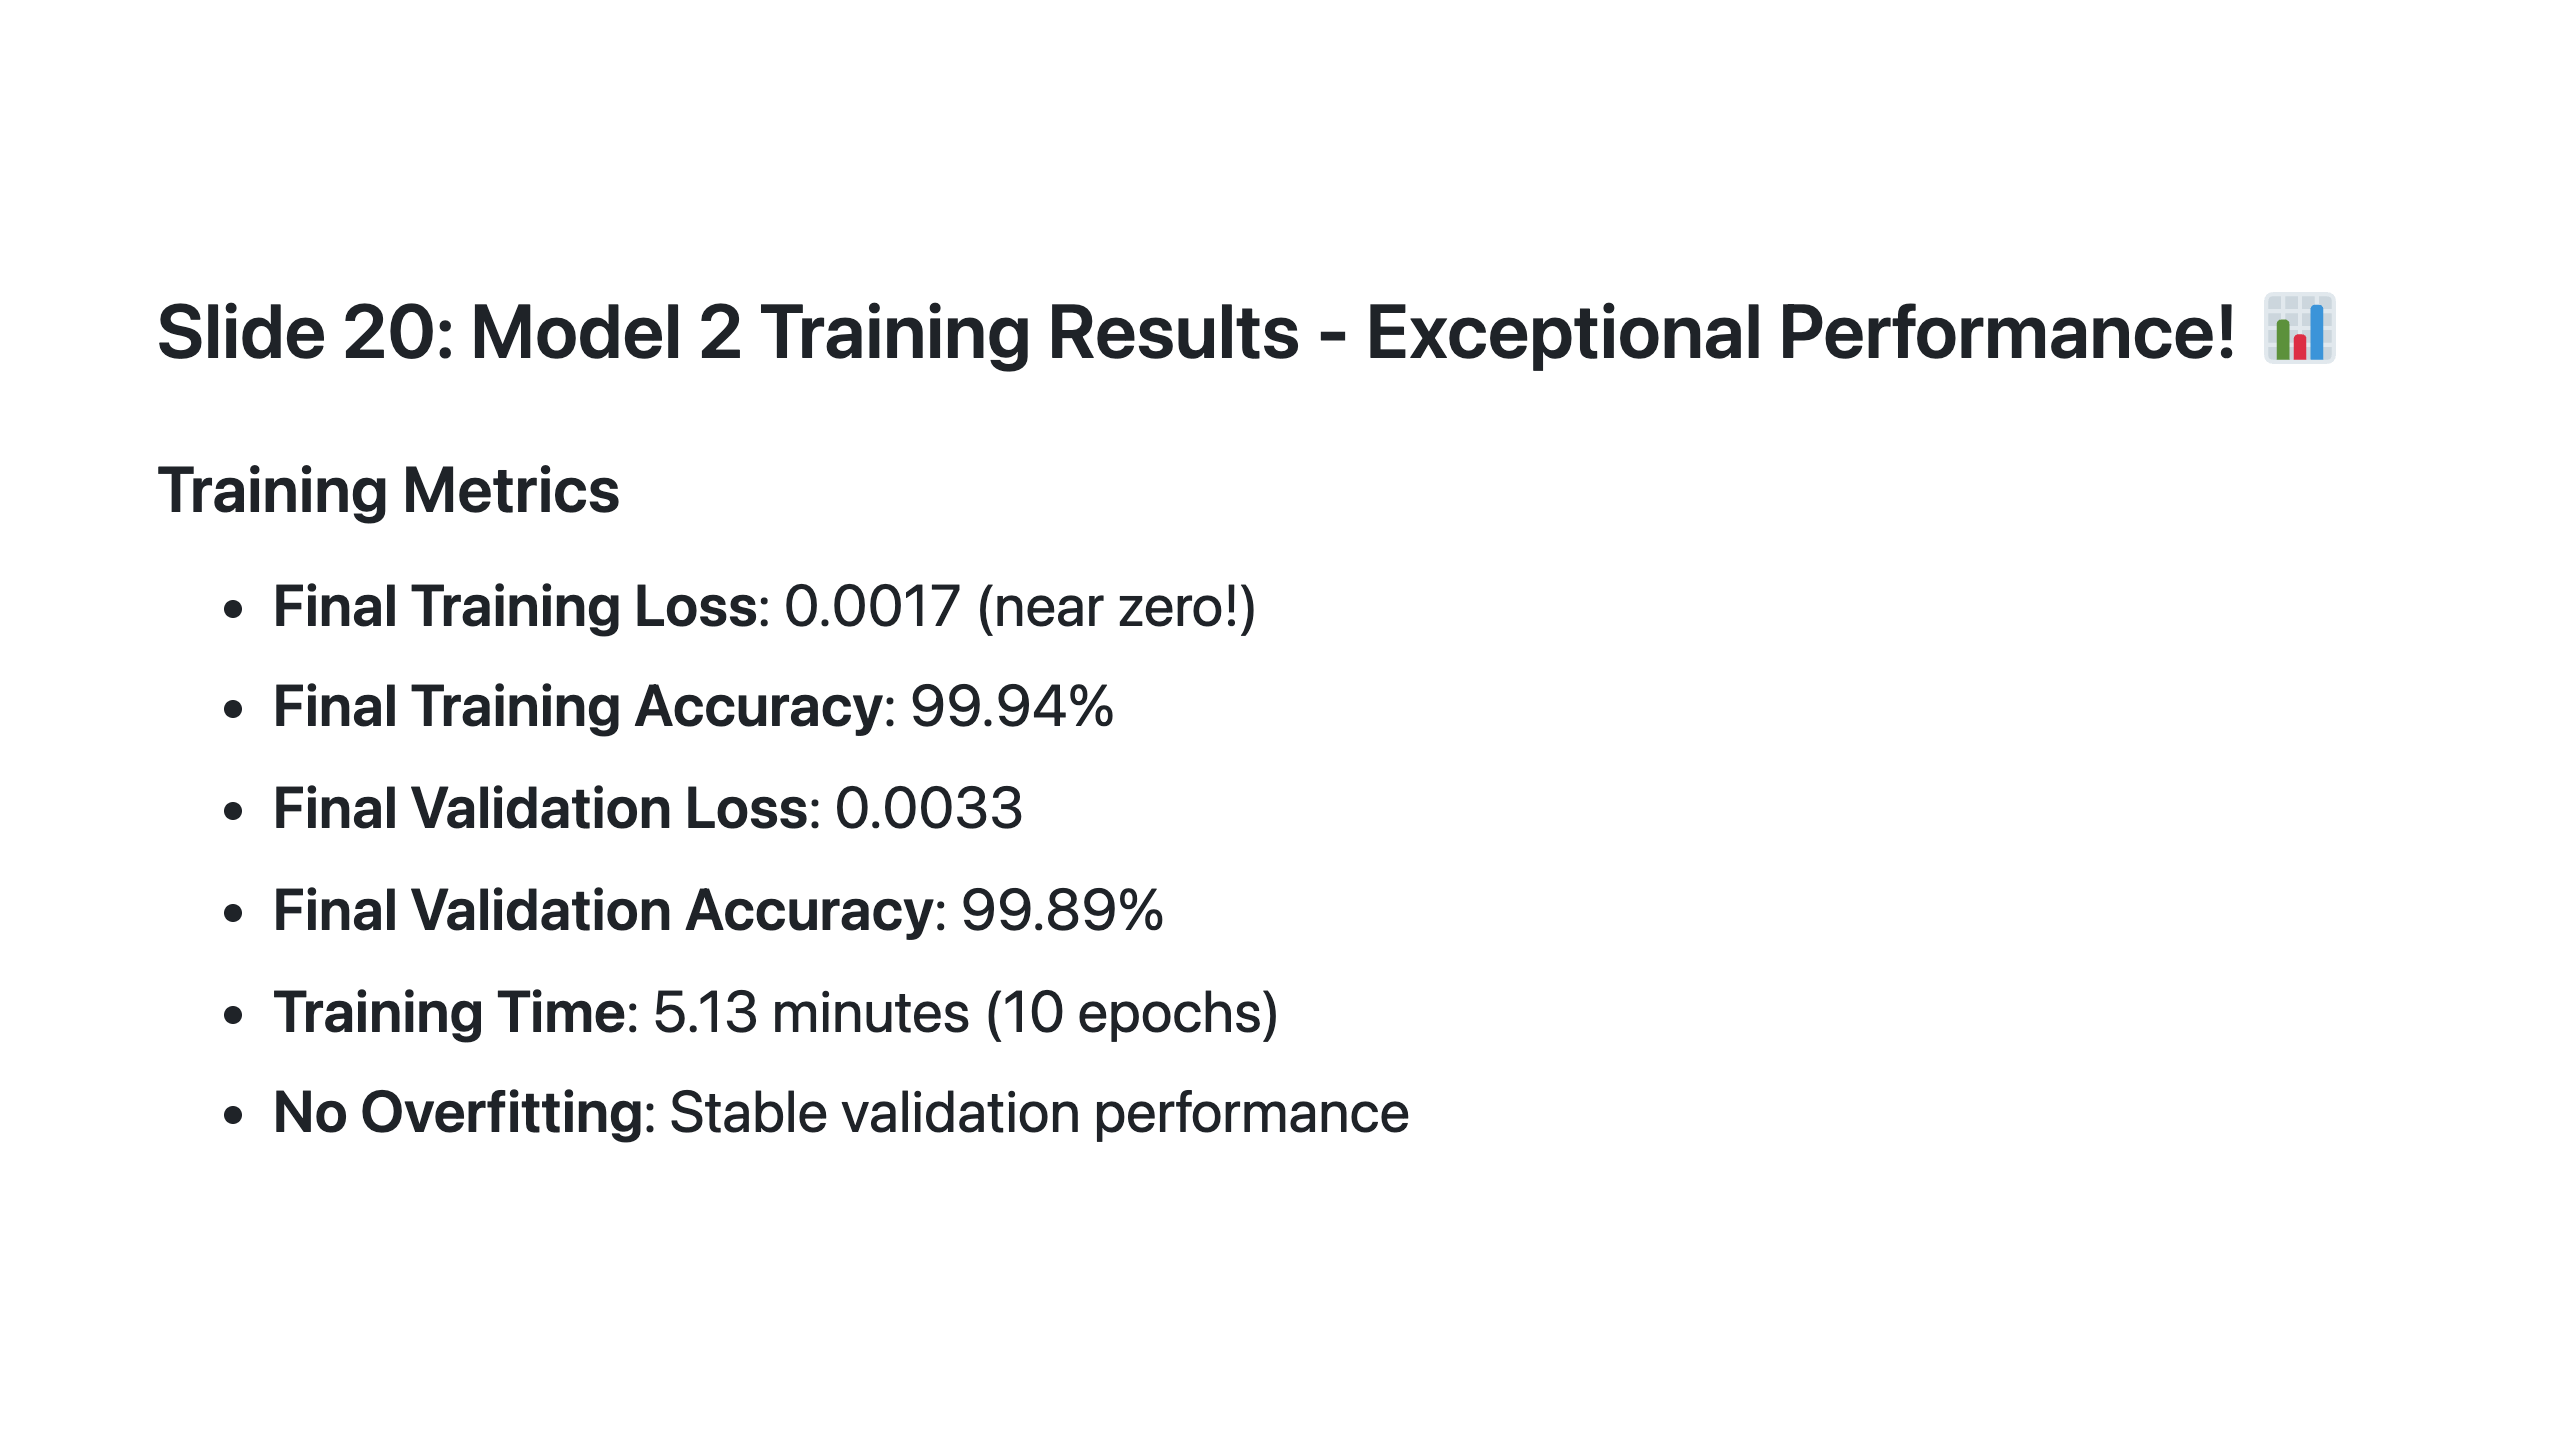 Slide 20: Model 2 Training Results - Exceptional Performance! 📊
Training Metrics
• Final Training Loss: 0.0017 (near zero!)
• Final Training Accuracy: 99.94%
• Final Validation Loss: 0.0033
• Final Validation Accuracy: 99.89%
• Training Time: 5.13 minutes (10 epochs)
• No Overfitting: Stable validation performance